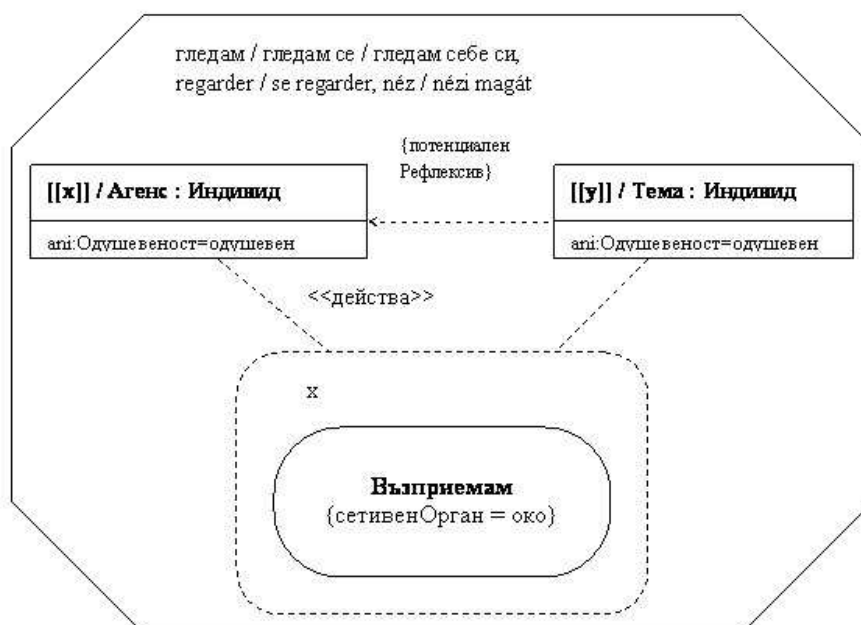 гледам / гледам се / гледам себе си,
regarder / se regarder, néz / nézi magát
{потенциален
Рефлексив}
[[x]] / Агенс : Индивид
[[y]] / Тема : Индивид
ani:Одушевеност=одушевен
ani:Одушевеност=одушевен
<<действа>>
x
Възприемам
{сетивенОрган = око}